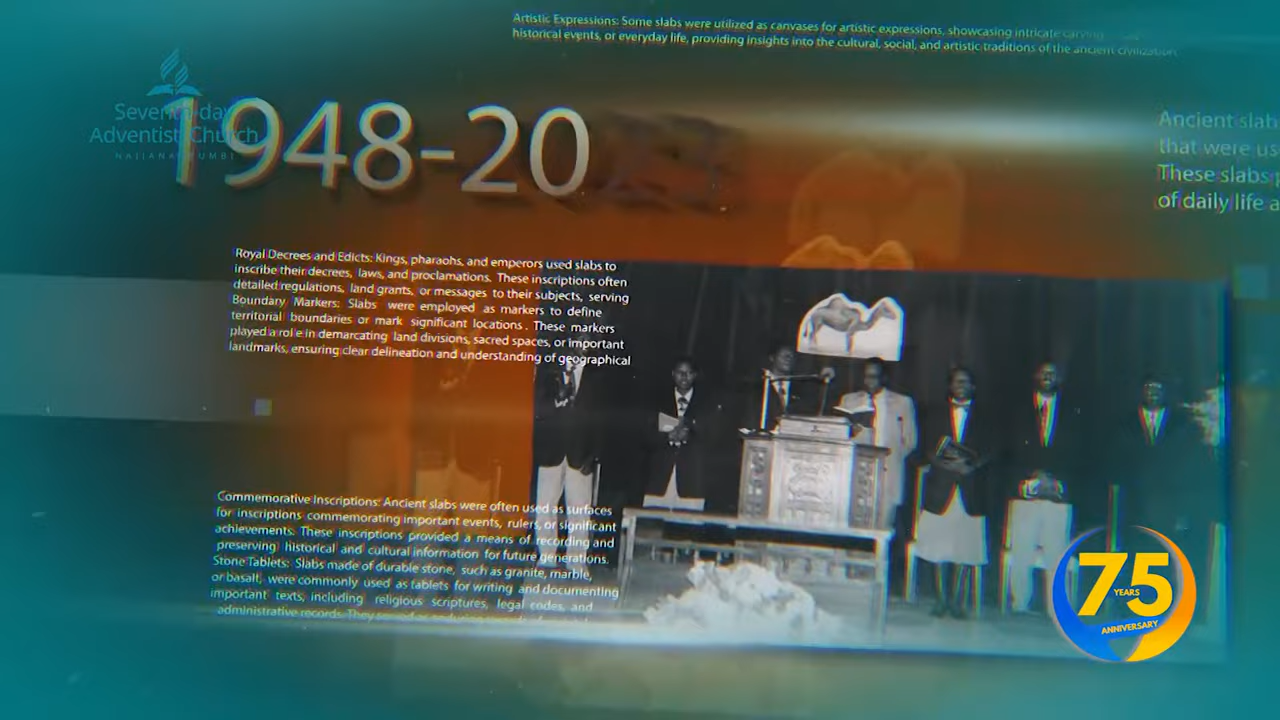 Artistic Expressions: Some slabs were utilized as canvases for artistic expressions, showcasing intricate carving
historical events, or everyday life, providing insights into the cultural, social, and artistic traditions of the ancient civilization
Seventh-day
Adventist Church
1948-20
Ancient slab
that were us
These slabs p
of daily life a
Royal Decrees and Edicts: Kings, pharaohs, and emperors used slabs to
inscribe their decrees, laws, and proclamations. These inscriptions often
detailed regulations, land grants, or messages to their subjects, serving
Boundary Markers: Slabs were employed as markers to define
territorial boundaries or mark significant locations. These markers
played a role in demarcating land divisions, sacred spaces, or important
landmarks, ensuring clear delineation and understanding of geographical
Commemorative Inscriptions: Ancient slabs were often used as surfaces
for inscriptions commemorating important events, rulers, or significant
achievements. These inscriptions provided a means of recording and
preserving historical and cultural information for future generations.
Stone Tablets: Slabs made of durable stone, such as granite, marble,
or basalt, were commonly used as tablets for writing and documenting
important texts, including religious scriptures, legal codes, and
administrative records. They served as
75
YEARS
ANNIVERSARY